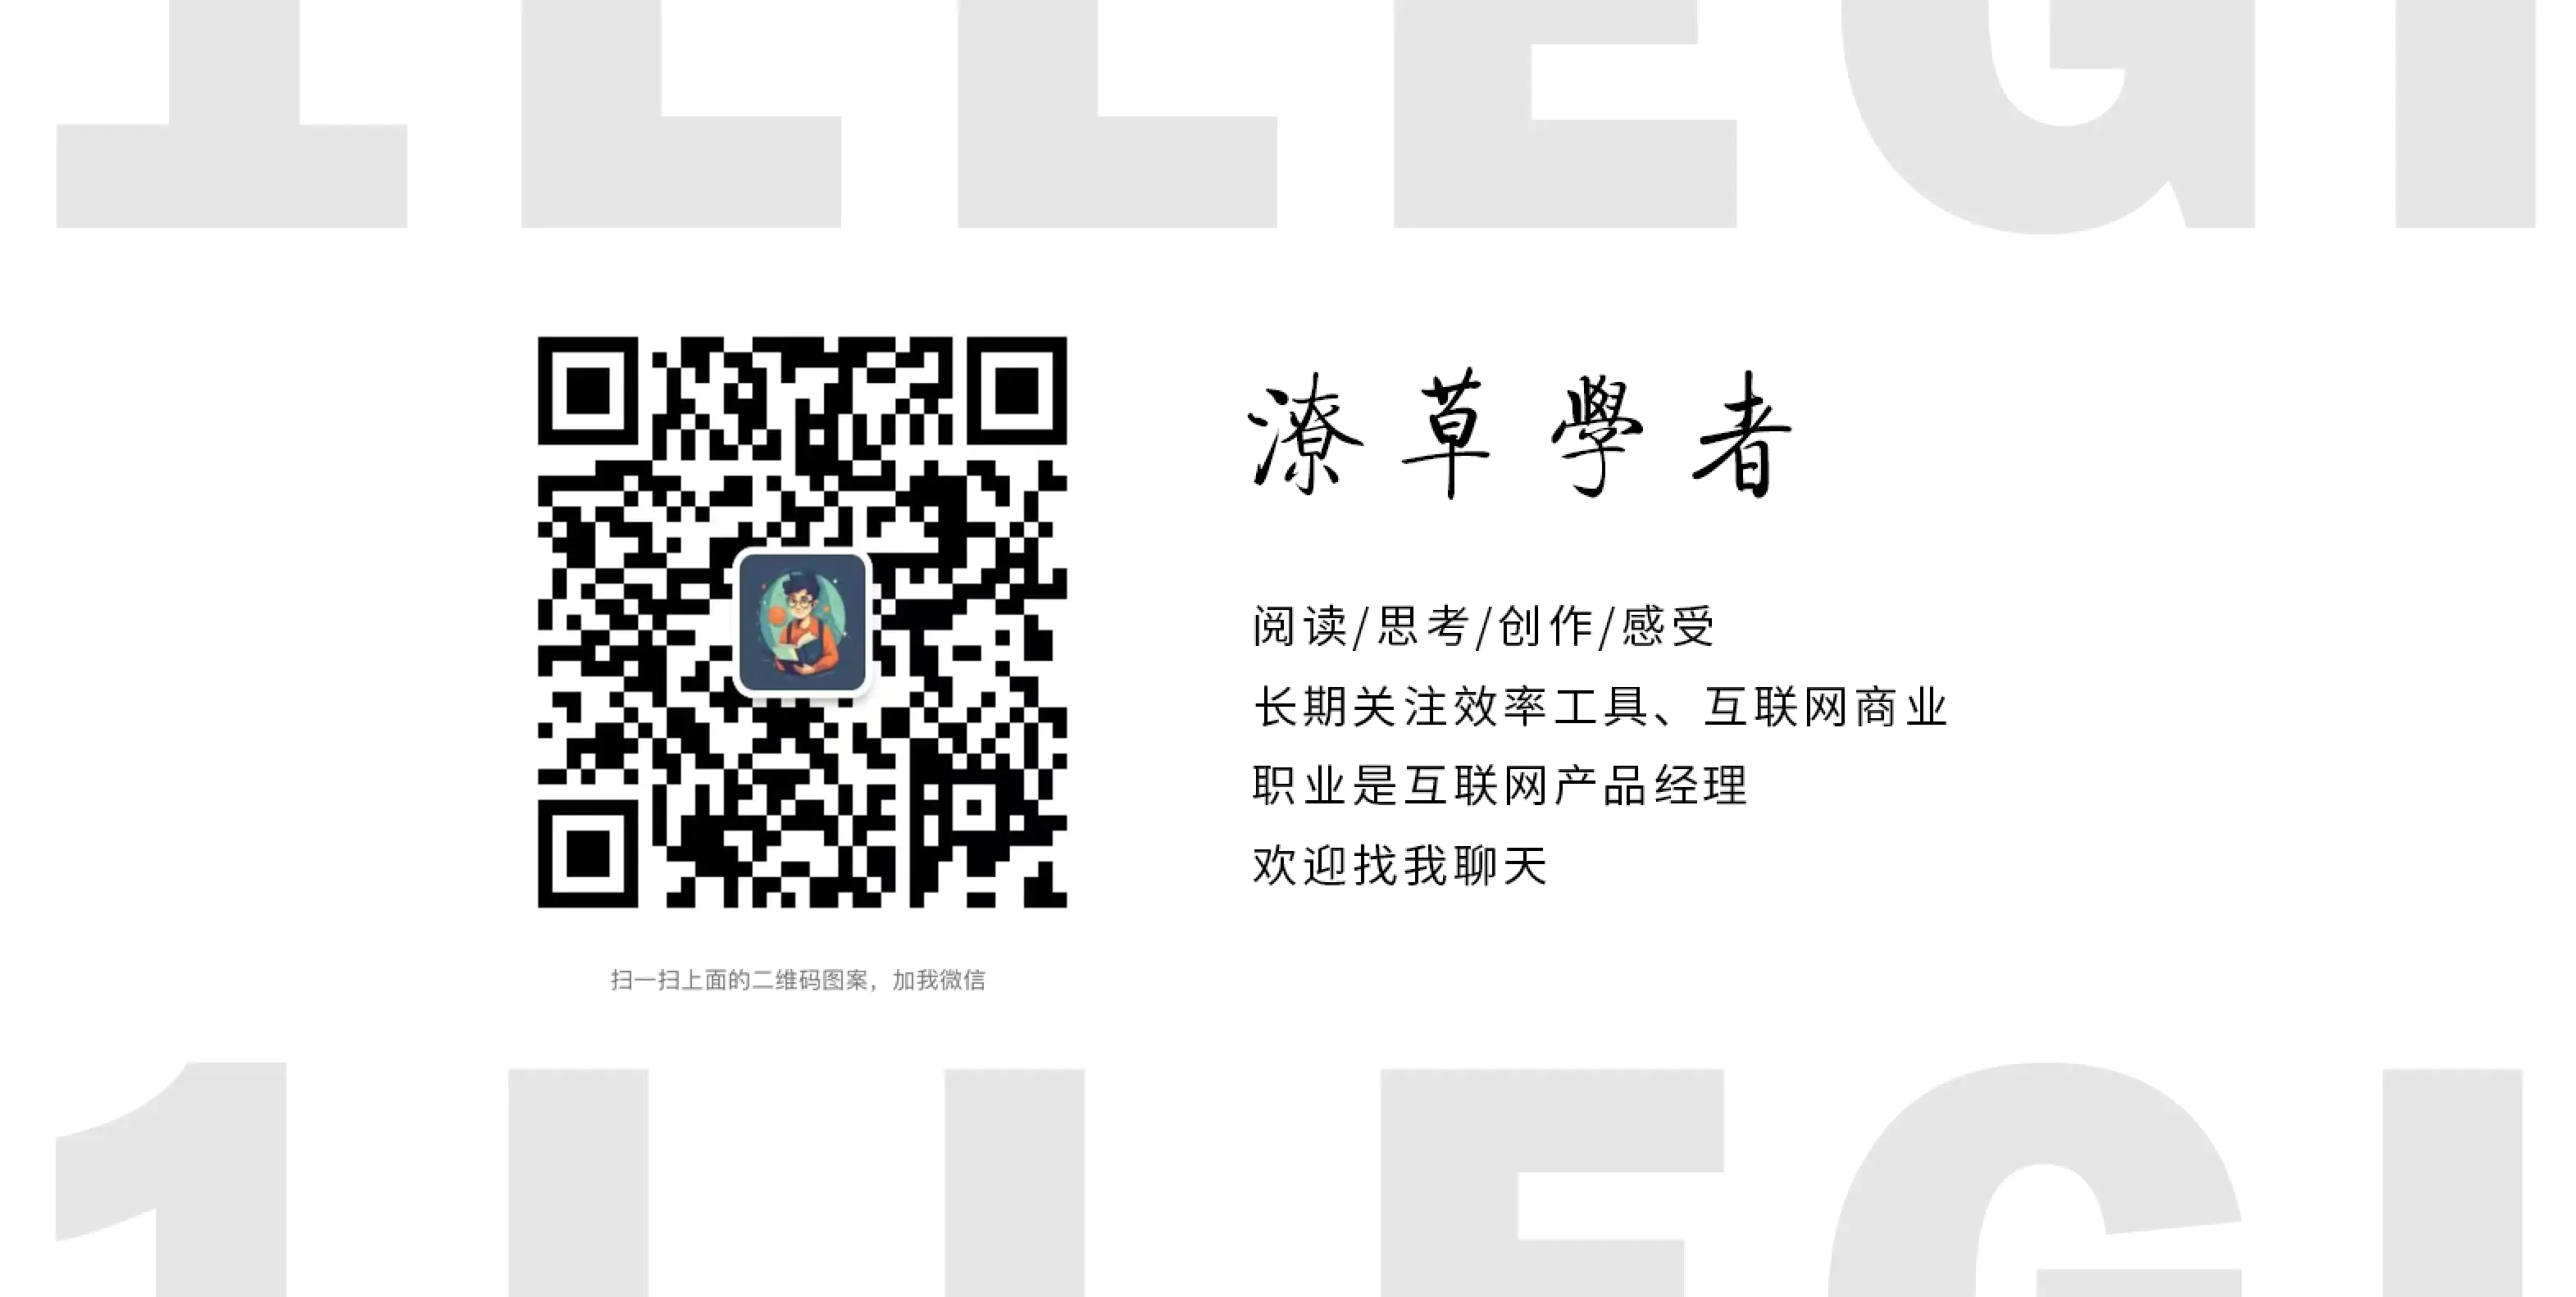 1LLEGI
潦草學者
阅读/思考/创作/感受
长期关注效率工具、互联网商业
职业是互联网产品经理
欢迎找我聊天
扫一扫上面的二维码图案，加我微信
1LLEGI